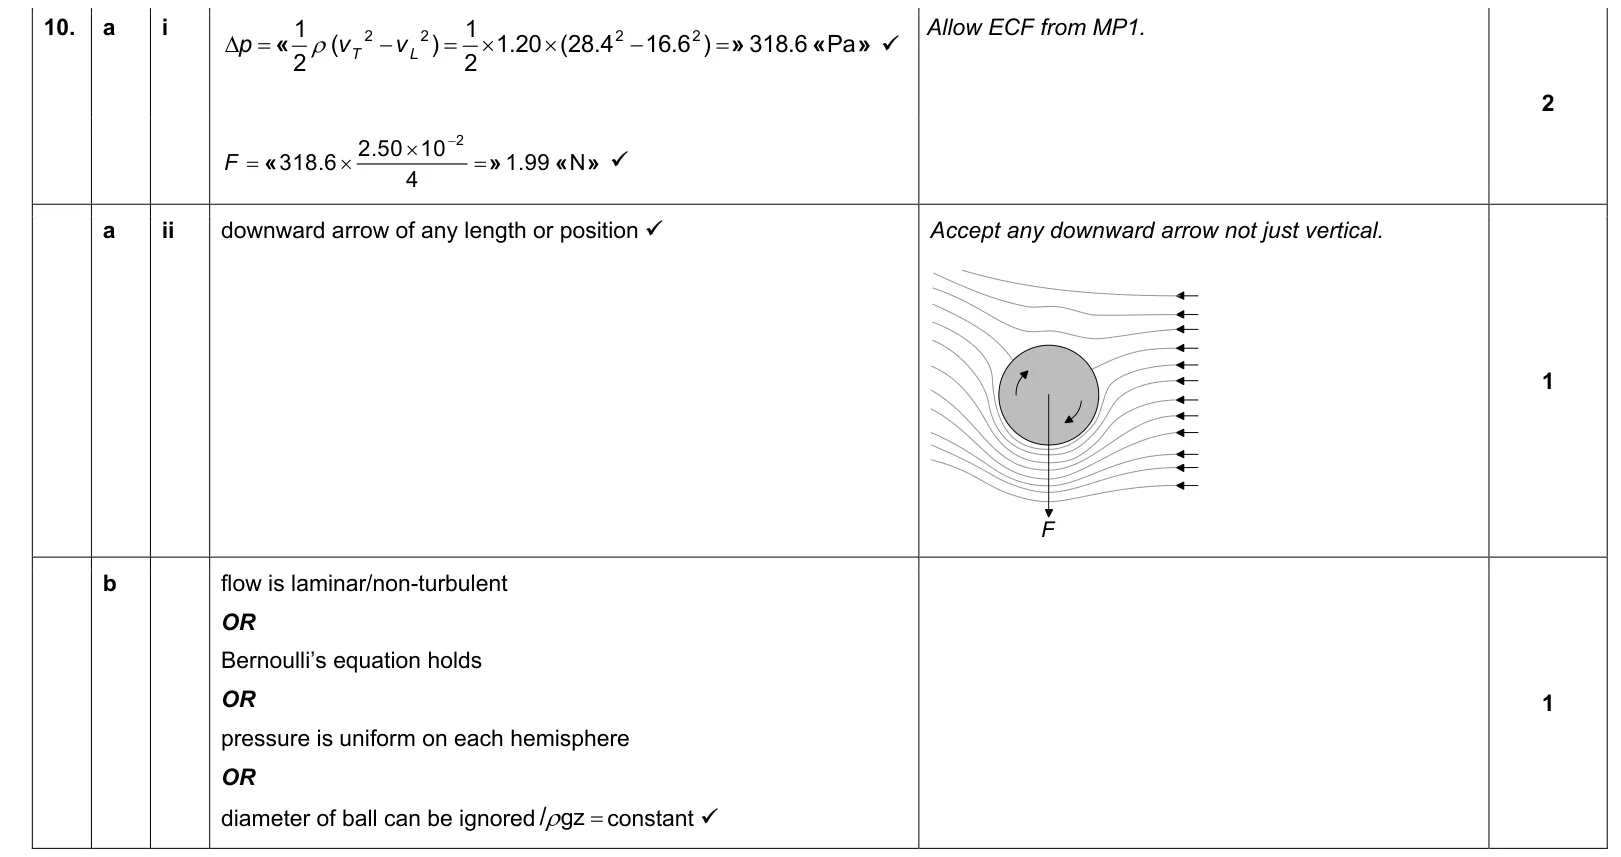 10. a i Δp = «1/2 ρ (v_T² − v_L²) = 1/2 × 1.20 × (28.4² − 16.6²) =» 318.6 «Pa» ✓ Allow ECF from MP1.
2
F = «318.6 × 2.50 × 10⁻²/4 =» 1.99 «N» ✓
a ii downward arrow of any length or position ✓ Accept any downward arrow not just vertical.
1
F
b flow is laminar/non-turbulent
OR
Bernoulli’s equation holds
OR
1
pressure is uniform on each hemisphere
OR
diameter of ball can be ignored /ρgz = constant ✓